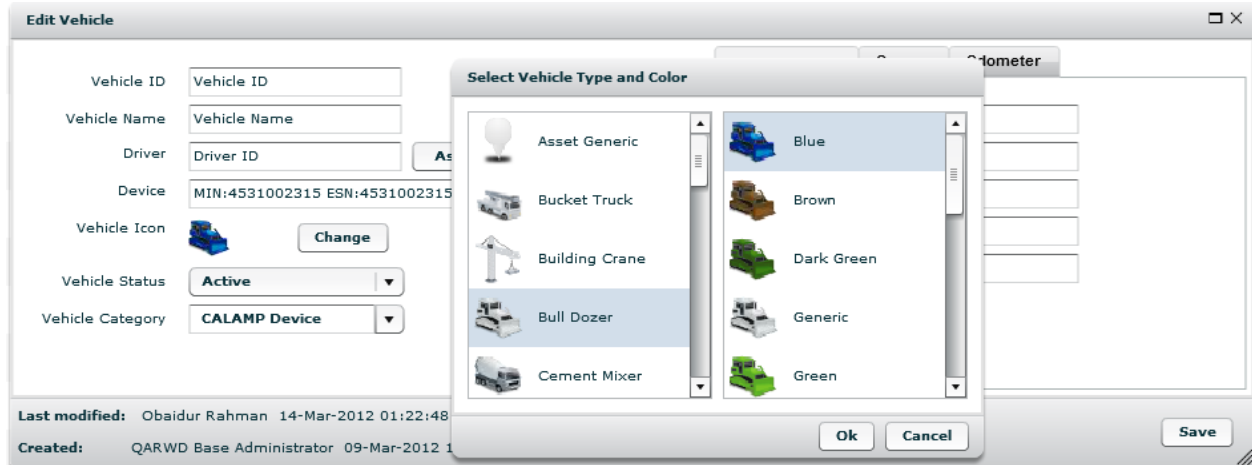 Edit Vehicle
Vehicle ID Vehicle ID
Vehicle Name Vehicle Name
Driver Driver ID
Device MIN:4531002315 ESN:4531002315
Vehicle Icon Change
Vehicle Status Active
Vehicle Category CALAMP Device
Select Vehicle Type and Color
Asset Generic
Bucket Truck
Building Crane
Bull Dozer
Cement Mixer
Blue
Brown
Dark Green
Generic
Green
Ok Cancel
Last modified: Obaidur Rahman 14-Mar-2012 01:22:48
Created: QARWD Base Administrator 09-Mar-2012
Save